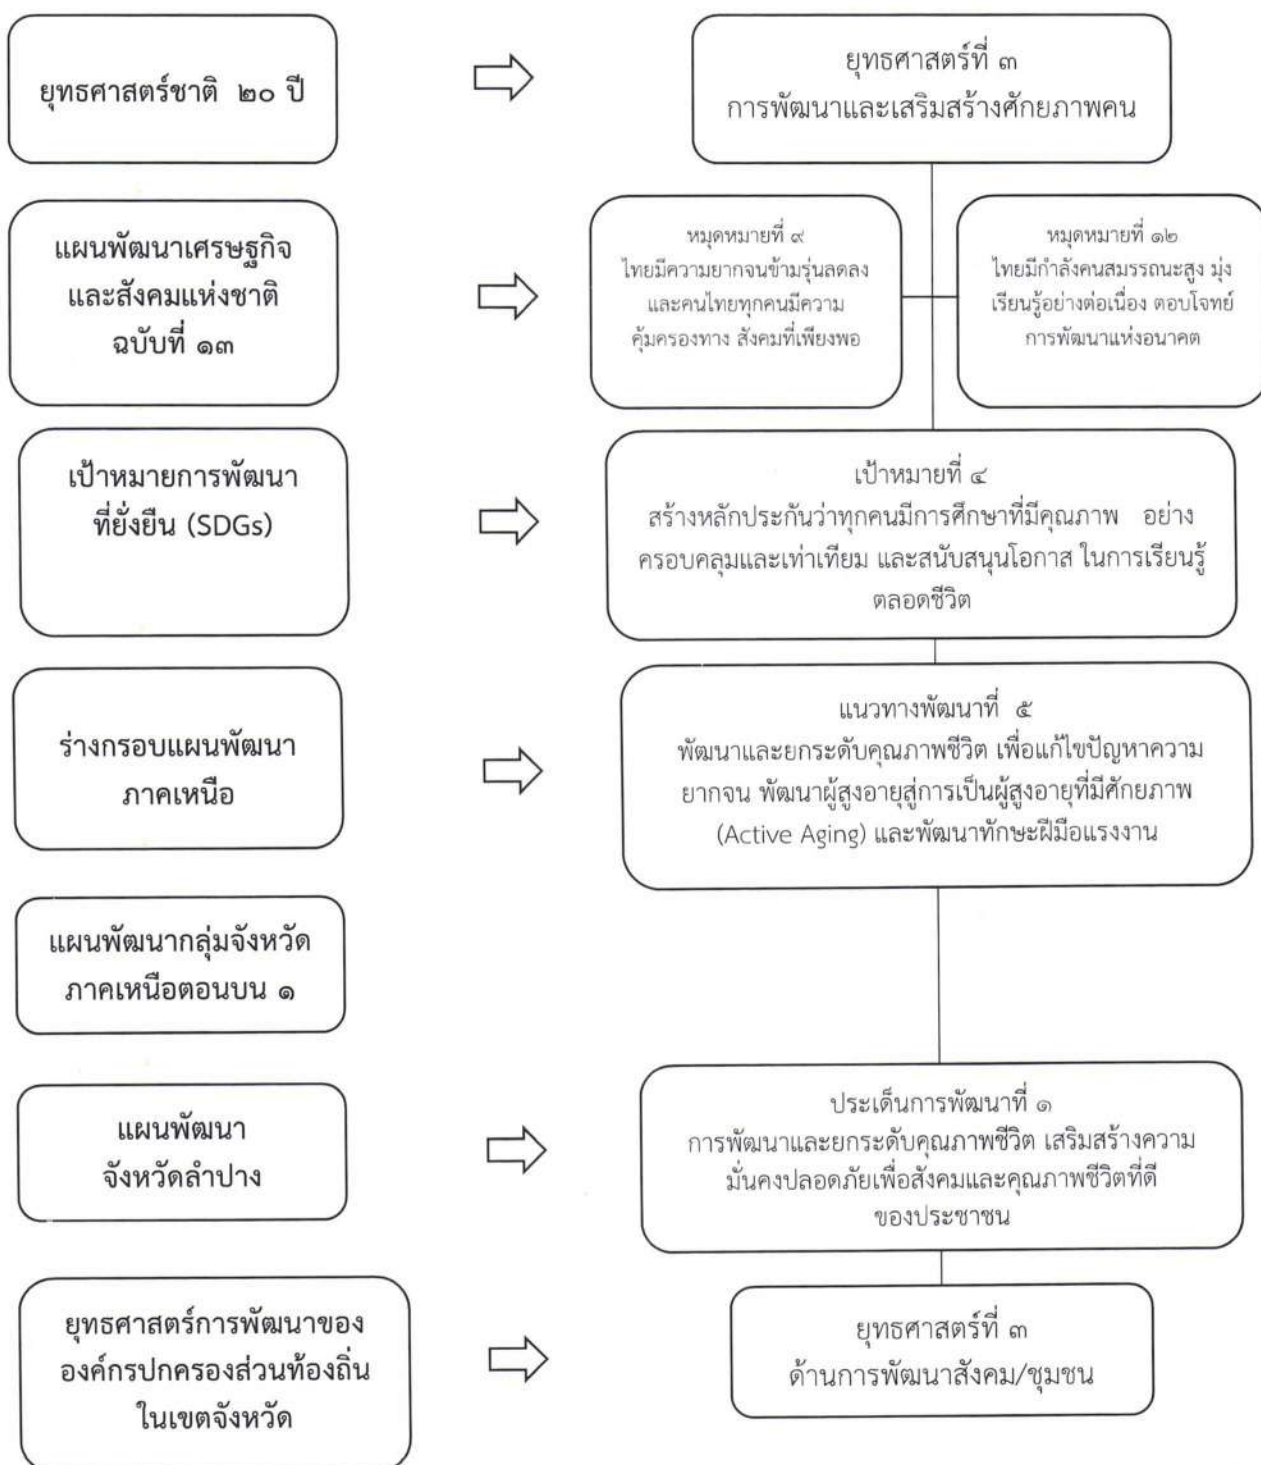 ยุทธศาสตร์ชาติ ๒๐ ปี
ยุทธศาสตร์ที่ ๓
การพัฒนาและเสริมสร้างศักยภาพคน
แผนพัฒนาเศรษฐกิจ
และสังคมแห่งชาติ
ฉบับที่ ๑๓
หมุดหมายที่ ๙
ไทยมีความยากจนข้ามรุ่นลดลง
และคนไทยทุกคนมีความ
คุ้มครองทาง สังคมที่เพียงพอ
หมุดหมายที่ ๑๒
ไทยมีกำลังคนสมรรถนะสูง มุ่ง
เรียนรู้อย่างต่อเนื่อง ตอบโจทย์
การพัฒนาแห่งอนาคต
เป้าหมายการพัฒนา
ที่ยั่งยืน (SDGs)
เป้าหมายที่ ๔
สร้างหลักประกันว่าทุกคนมีการศึกษาที่มีคุณภาพ อย่าง
ครอบคลุมและเท่าเทียม และสนับสนุนโอกาส ในการเรียนรู้
ตลอดชีวิต
ร่างกรอบแผนพัฒนา
ภาคเหนือ
แนวทางพัฒนาที่ ๕
พัฒนาและยกระดับคุณภาพชีวิต เพื่อแก้ไขปัญหาความ
ยากจน พัฒนาผู้สูงอายุสู่การเป็นผู้สูงอายุที่มีศักยภาพ
(Active Aging) และพัฒนาทักษะฝีมือแรงงาน
แผนพัฒนากลุ่มจังหวัด
ภาคเหนือตอนบน ๑
แผนพัฒนา
จังหวัดลำปาง
ประเด็นการพัฒนาที่ ๑
การพัฒนาและยกระดับคุณภาพชีวิต เสริมสร้างความ
มั่นคงปลอดภัยเพื่อสังคมและคุณภาพชีวิตที่ดี
ของประชาชน
ยุทธศาสตร์การพัฒนาของ
องค์กรปกครองส่วนท้องถิ่น
ในเขตจังหวัด
ยุทธศาสตร์ที่ ๓
ด้านการพัฒนาสังคม/ชุมชน